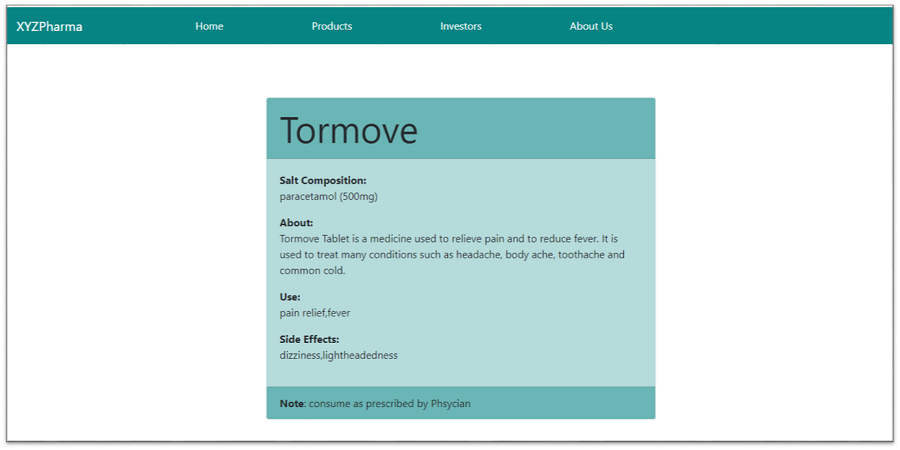 XYZPharma Home Products Investors About Us
Tormove
Salt Composition:
paracetamol (500mg)
About:
Tormove Tablet is a medicine used to relieve pain and to reduce fever. It is
used to treat many conditions such as headache, body ache, toothache and
common cold.
Use:
pain relief,fever
Side Effects:
dizziness,lightheadedness
Note: consume as prescribed by Phsycian